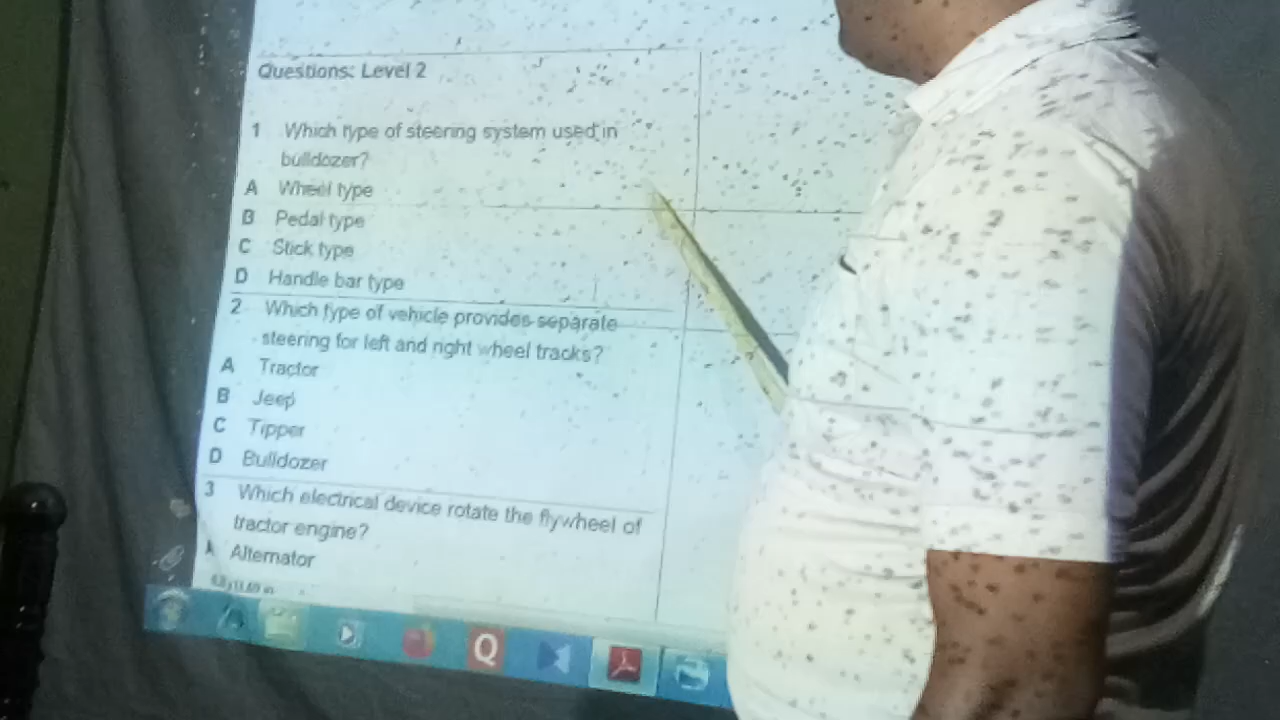 Questions: Level 2
1 Which type of steering system used in
bulldozer?
A Wheel type
B Pedal type
C Stick type
D Handle bar type
2 Which type of vehicle provides separate
steering for left and right wheel tracks?
A Tractor
B Jeep
C Tipper
D Bulldozer
3 Which electrical device rotate the flywheel of
tractor engine?
A Alternator
Q